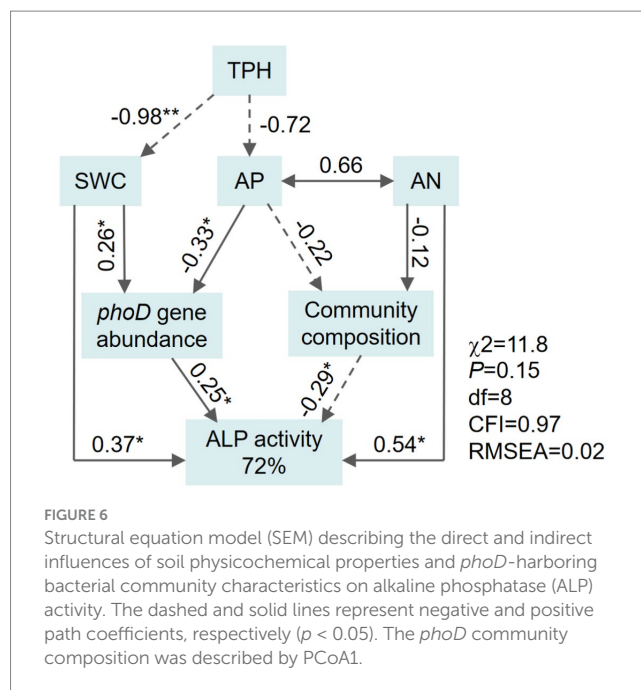 TPH
-0.98**
-0.72
SWC
AP
0.66
AN
0.26*
-0.33*
-0.22
-0.12
phoD gene
abundance
Community
composition
0.25*
-0.29*
0.37*
ALP activity
72%
0.54*
χ2=11.8
P=0.15
df=8
CFI=0.97
RMSEA=0.02
FIGURE 6
Structural equation model (SEM) describing the direct and indirect
influences of soil physicochemical properties and phoD-harboring
bacterial community characteristics on alkaline phosphatase (ALP)
activity. The dashed and solid lines represent negative and positive
path coefficients, respectively (p < 0.05). The phoD community
composition was described by PCoA1.